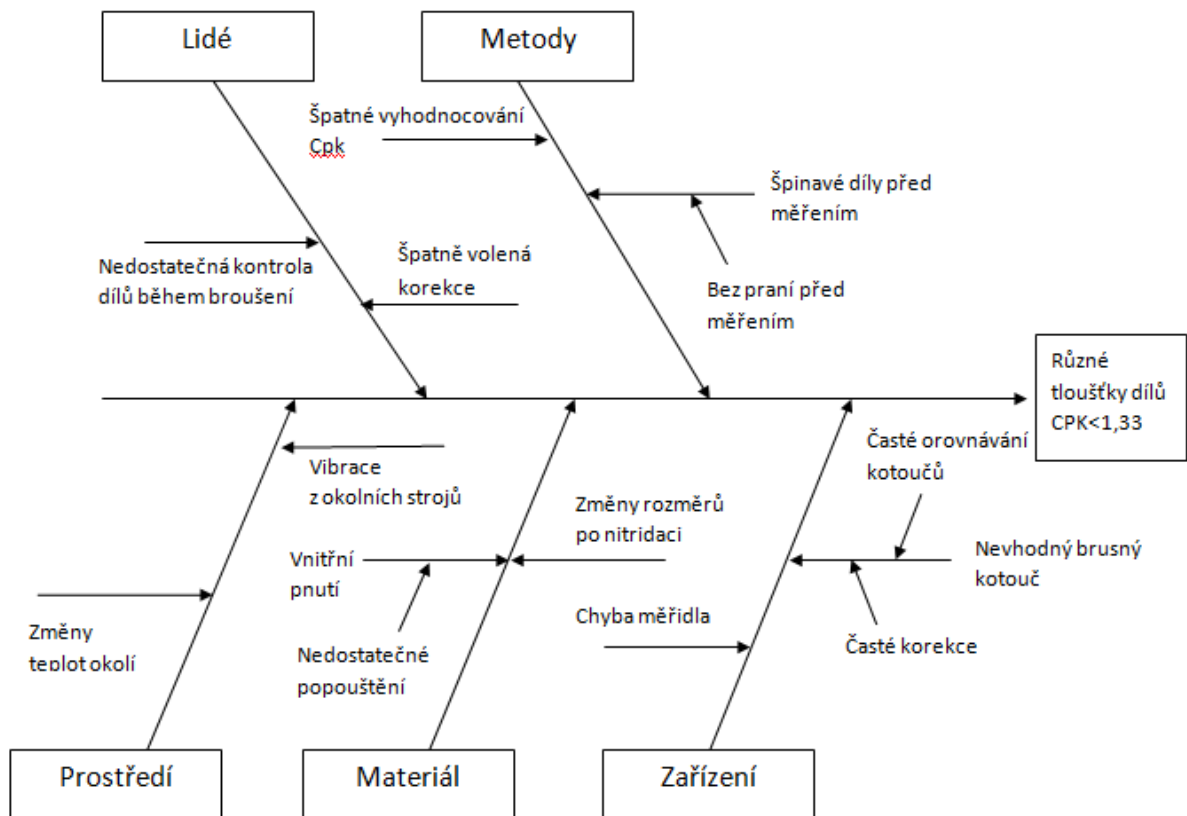 Lidé
Metody
Špatné vyhodnocování
Cpk
Špinavé díly před
měřením
Nedostatečná kontrola
dílů během broušení
Špatně volená
korekce
Bez praní před
měřením
Různé
tloušťky dílů
CPK<1,33
Časté orovnávání
kotoučů
Vibrace
z okolních strojů
Změny rozměrů
po nitridaci
Vnitřní
pnutí
Nevhodný brusný
kotouč
Chyba měřidla
Změny
teplot okolí
Nedostatečné
popouštění
Časté korekce
Prostředí
Materiál
Zařízení